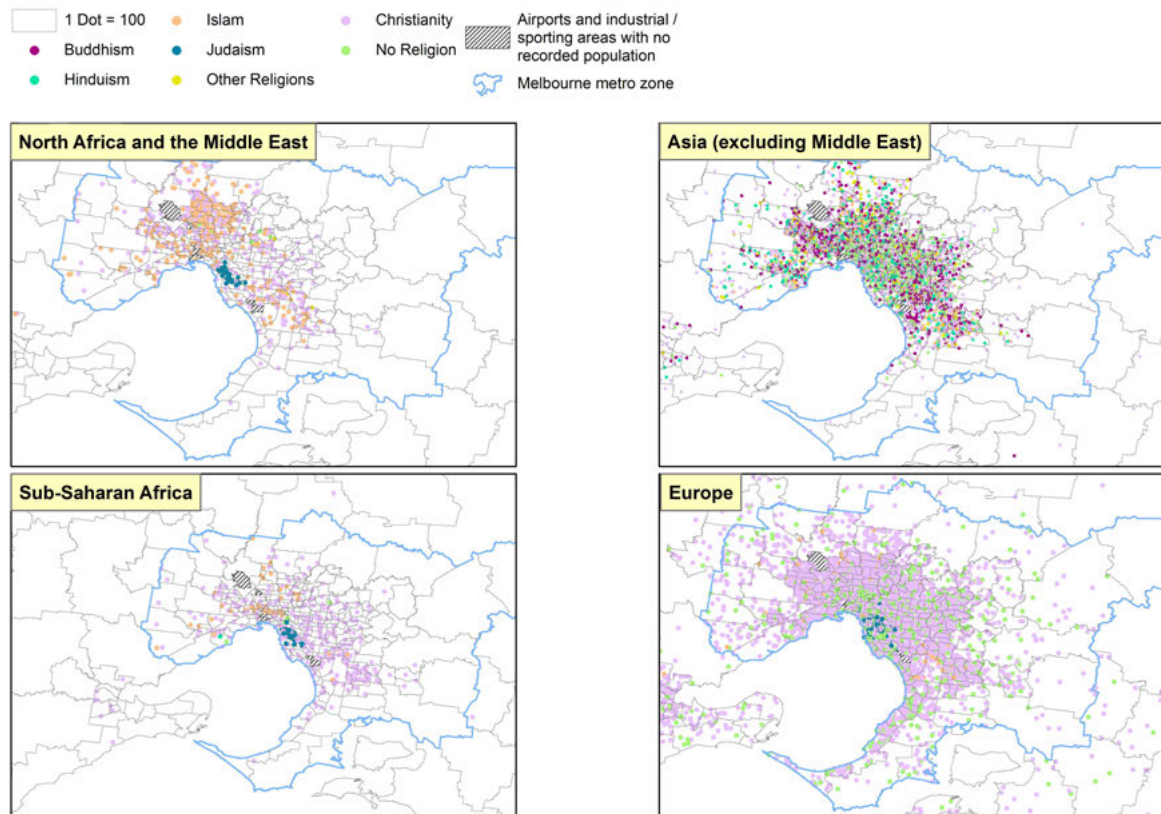 1 Dot = 100
Buddhism
Hinduism
Islam
Judaism
Other Religions
Christianity
No Religion
Airports and industrial /
sporting areas with no
recorded population
Melbourne metro zone
North Africa and the Middle East
Asia (excluding Middle East)
Sub-Saharan Africa
Europe